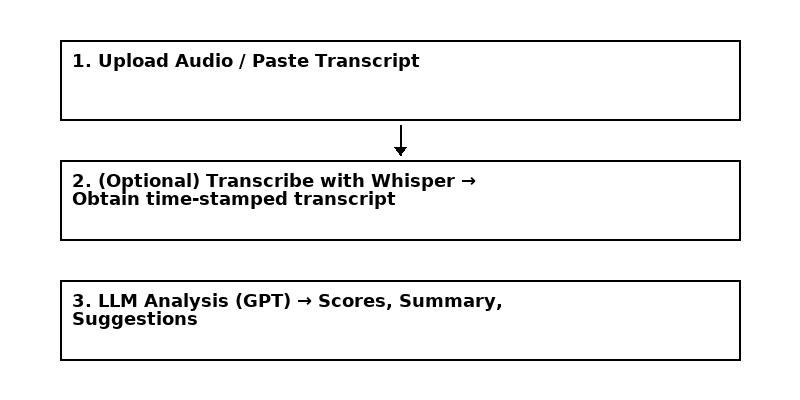 1. Upload Audio / Paste Transcript
2. (Optional) Transcribe with Whisper →
Obtain time-stamped transcript
3. LLM Analysis (GPT) → Scores, Summary,
Suggestions